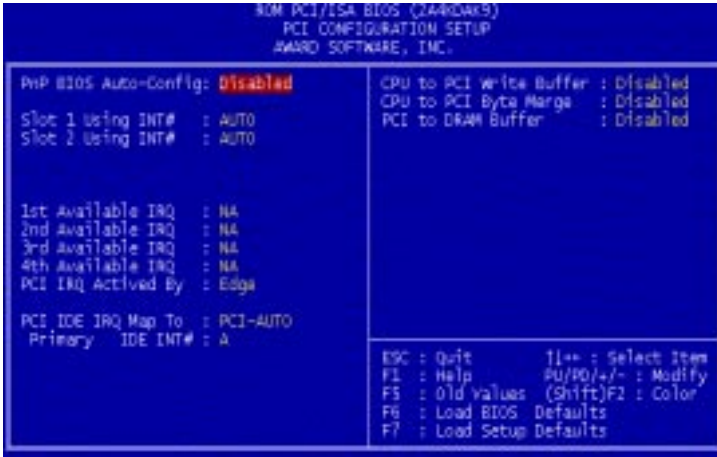 ROM PCI/ISA BIOS (2A4KDAK9)
PCI CONFIGURATION SETUP
AWARD SOFTWARE, INC.
PnP BIOS Auto-Config: Disabled
Slot 1 Using INT# : AUTO
Slot 2 Using INT# : AUTO
1st Available IRQ : NA
2nd Available IRQ : NA
3rd Available IRQ : NA
4th Available IRQ : NA
PCI IRQ Actived By : Edge
PCI IDE IRQ Map To : PCI-AUTO
Primary IDE INT# : A
CPU to PCI Write Buffer : Disabled
CPU to PCI Byte Merge : Disabled
PCI to DRAM Buffer : Disabled
ESC : Quit ↑↓→← : Select Item
F1 : Help PU/PD/+/- : Modify
F5 : Old Values (Shift)F2 : Color
F6 : Load BIOS Defaults
F7 : Load Setup Defaults